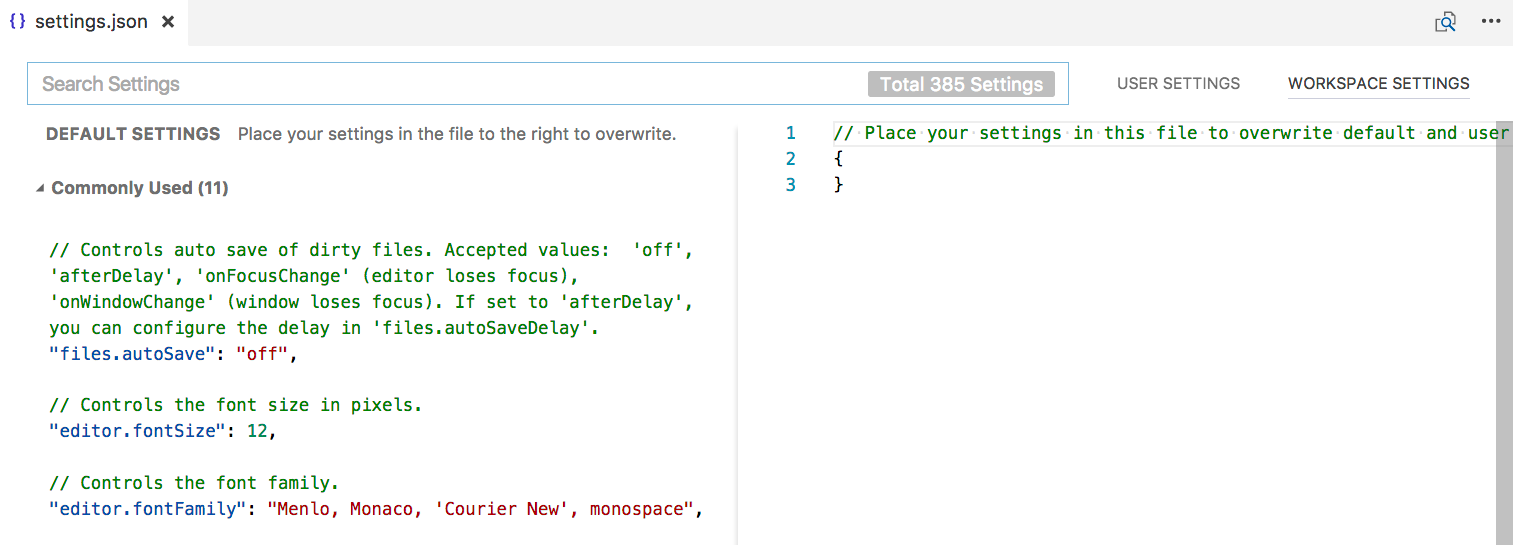 {} settings.json ×
Search Settings Total 385 Settings USER SETTINGS WORKSPACE SETTINGS
DEFAULT SETTINGS Place your settings in the file to the right to overwrite.
Commonly Used (11)
// Controls auto save of dirty files. Accepted values:  'off',
'afterDelay', 'onFocusChange' (editor loses focus),
'onWindowChange' (window loses focus). If set to 'afterDelay',
you can configure the delay in 'files.autoSaveDelay'.
"files.autoSave": "off",
// Controls the font size in pixels.
"editor.fontSize": 12,
// Controls the font family.
"editor.fontFamily": "Menlo, Monaco, 'Courier New', monospace",
1 // Place your settings in this file to overwrite default and user
2 {
3 }